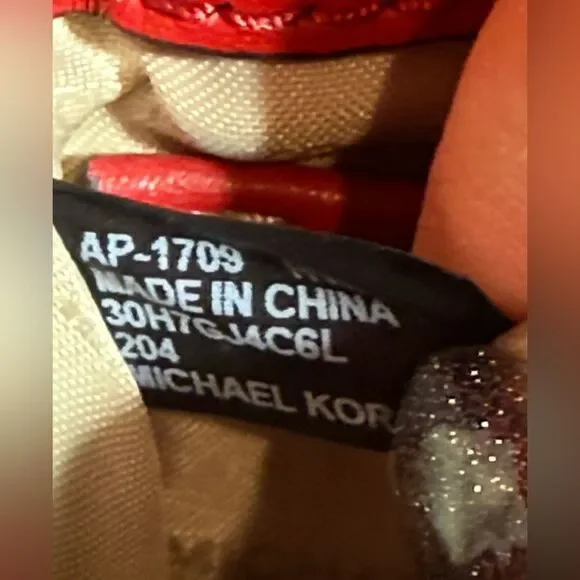 AP-1709
MADE IN CHINA
30H7GJ4C6L
204
MICHAEL KOR